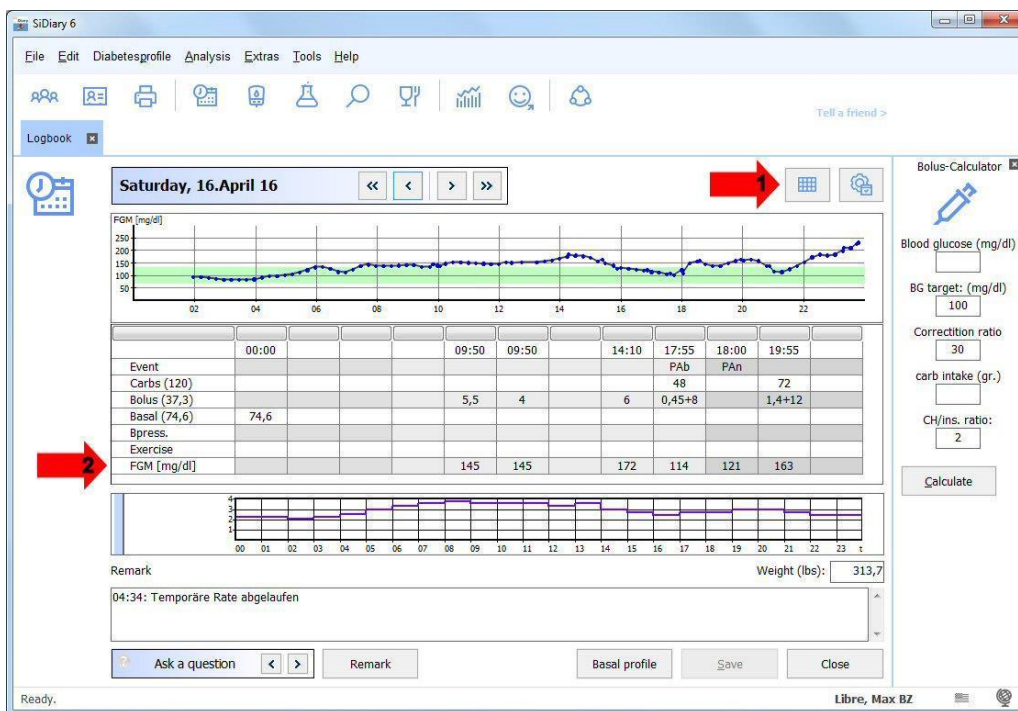 SiDiary 6
File Edit Diabetesprofile Analysis Extras Tools Help
Tell a friend >
Logbook
Saturday, 16.April 16
<< < > >>
1
FGM [mg/dl]
250
200
150
100
50
02 04 06 08 10 12 14 16 18 20 22
00:00 09:50 09:50 14:10 17:55 18:00 19:55
Event PAb PAn
Carbs (120) 48 72
Bolus (37,3) 5,5 4 6 0,45+8 1,4+12
Basal (74,6) 74,6
Bpress.
Exercise
2
FGM [mg/dl] 145 145 172 114 121 163
4
3
2
1
00 01 02 03 04 05 06 07 08 09 10 11 12 13 14 15 16 17 18 19 20 21 22 23 t
Remark
Weight (lbs): 313,7
04:34: Temporäre Rate abgelaufen
Ask a question < > Remark Basal profile Save Close
Bolus-Calculator
Blood glucose (mg/dl)
BG target: (mg/dl)
100
Correctition ratio
30
carb intake (gr.)
CH/ins. ratio:
2
Calculate
Ready.
Libre, Max BZ